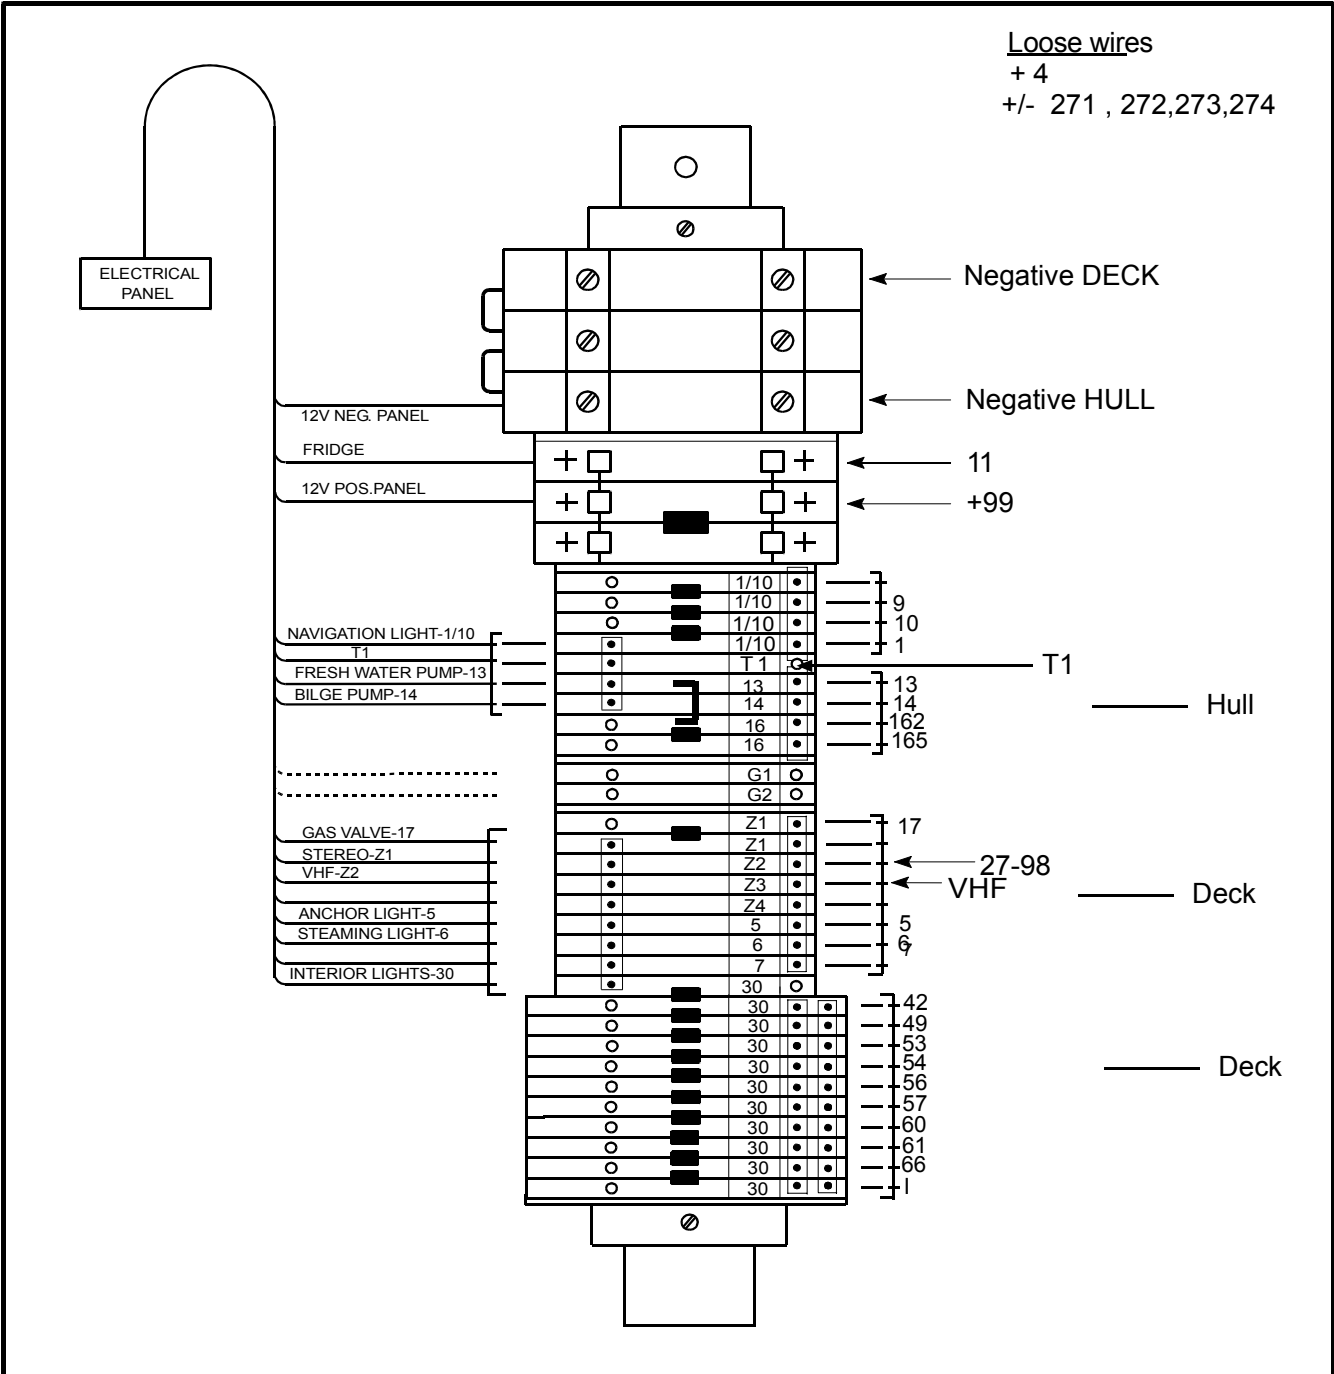 Loose wires
+ 4
+/- 271 , 272,273,274
ELECTRICAL
PANEL
Negative DECK
Negative HULL
12V NEG. PANEL
FRIDGE
11
12V POS.PANEL
+99
1/10
1/10 9
1/10 10
NAVIGATION LIGHT-1/10 1/10 1
T1 T 1 T1
FRESH WATER PUMP-13 13 13
BILGE PUMP-14 14 14 Hull
16 162
16 165
G1
G2
Z1 17
GAS VALVE-17 Z1
STEREO-Z1 Z2 27-98
VHF-Z2 Z3 VHF Deck
Z4
ANCHOR LIGHT-5 5 5
STEAMING LIGHT-6 6 6
7 7
INTERIOR LIGHTS-30 30
30 42
30 49
30 53
30 54 Deck
30 56
30 57
30 60
30 61
30 66
30 I